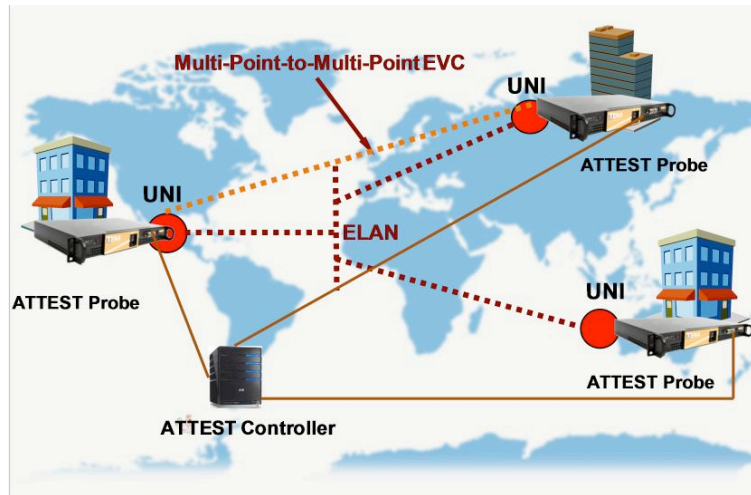 Multi-Point-to-Multi-Point EVC
UNI
ATTEST Probe
UNI
ELAN
ATTEST Probe
UNI
ATTEST Probe
ATTEST Controller